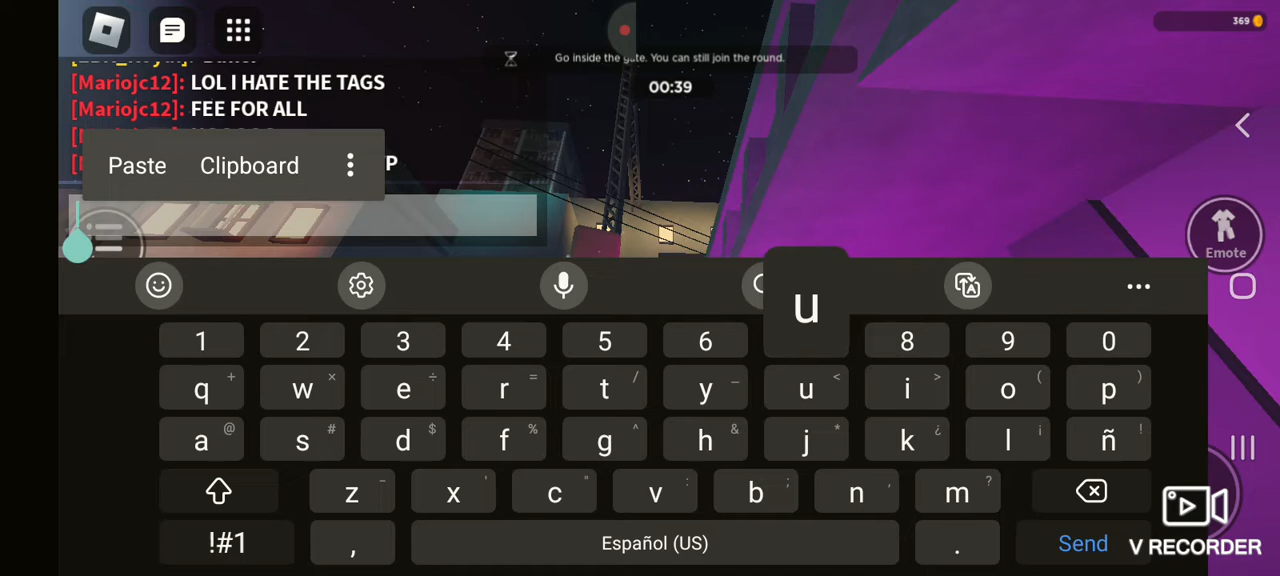 369
Go inside the gate. You can still join the round.
00:39
[Mariojc12]: LOL I HATE THE TAGS
[Mariojc12]: FEE FOR ALL
P
Paste Clipboard
Emote
u
1 2 3 4 5 6 8 9 0
q + w × e ÷ r = t / y _ u < i > o ( p )
a @ s # d $ f % g ^ h & j * k ¿ l ¡ ñ !
z - x ' c " v : b ; n , m ?
!#1 , Español (US) . Send
V RECORDER